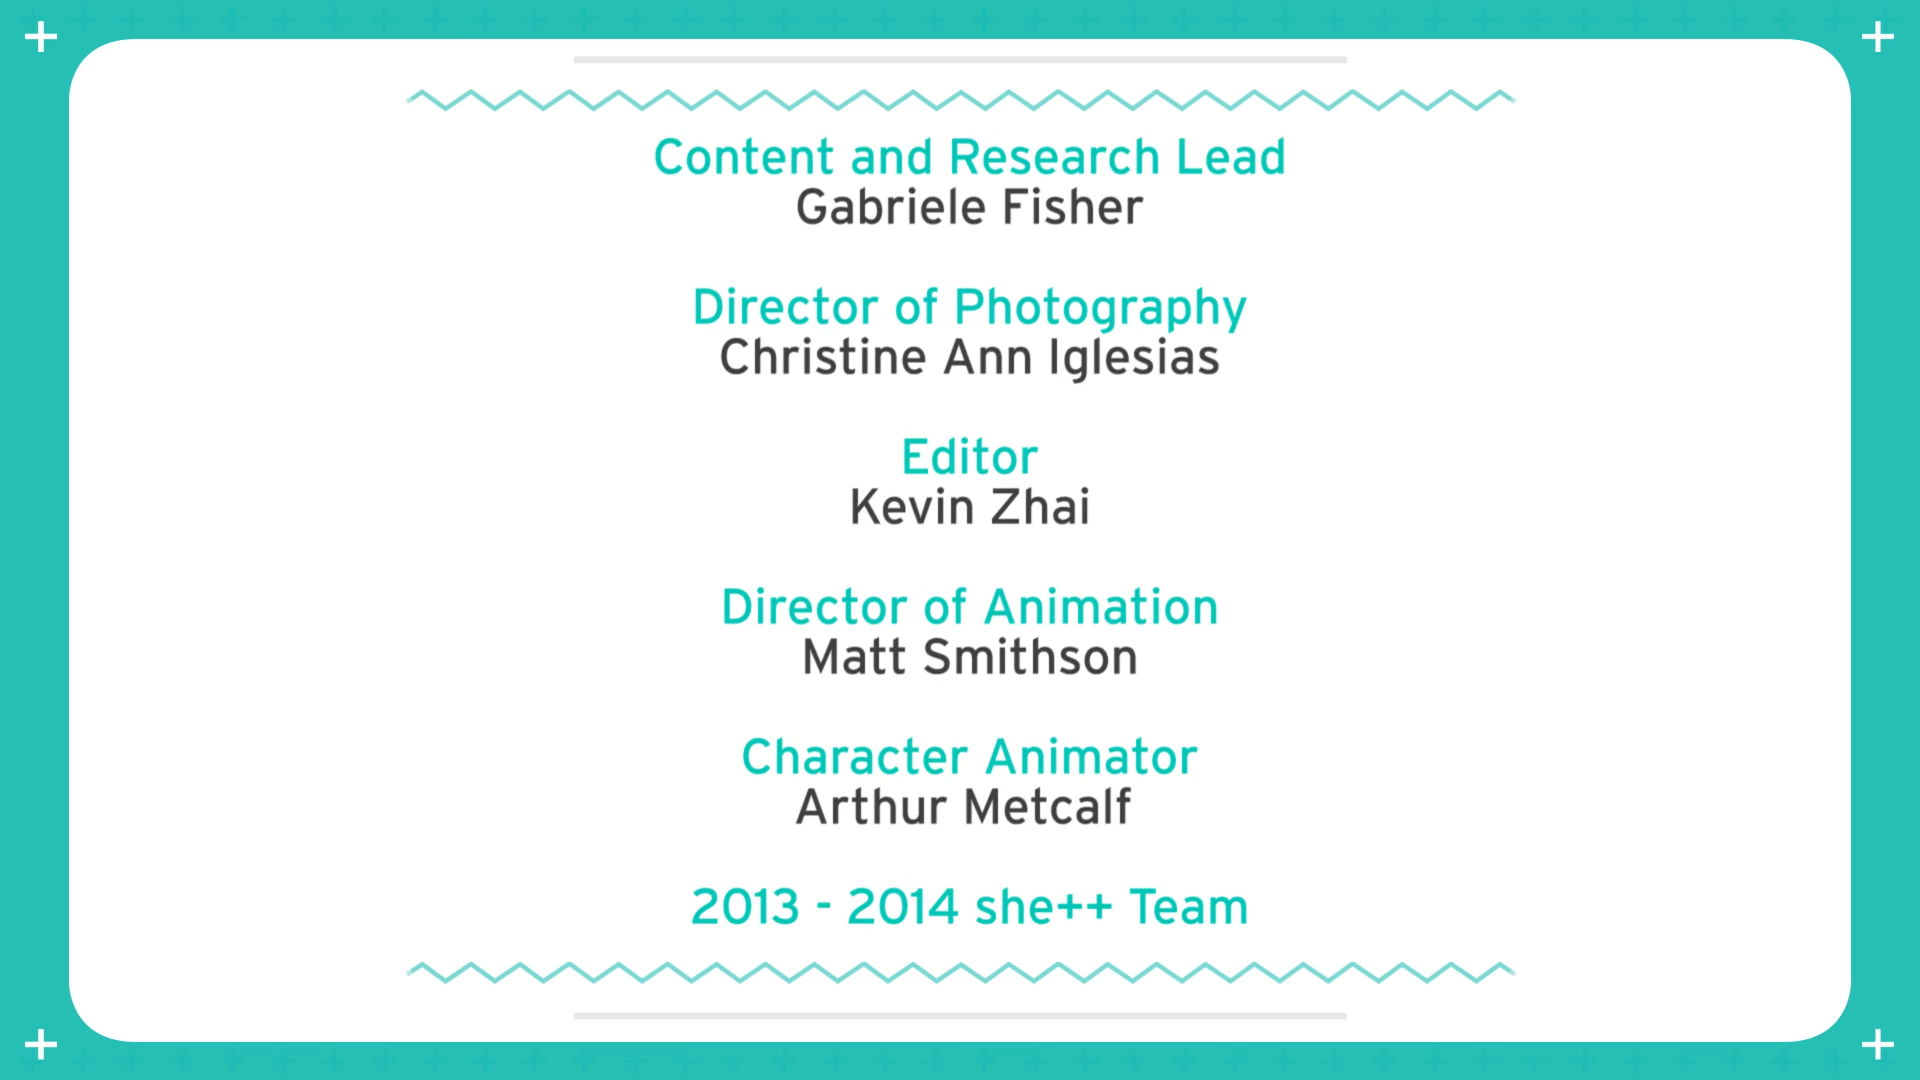 Content and Research Lead
Gabriele Fisher
Director of Photography
Christine Ann Iglesias
Editor
Kevin Zhai
Director of Animation
Matt Smithson
Character Animator
Arthur Metcalf
2013 - 2014 she++ Team